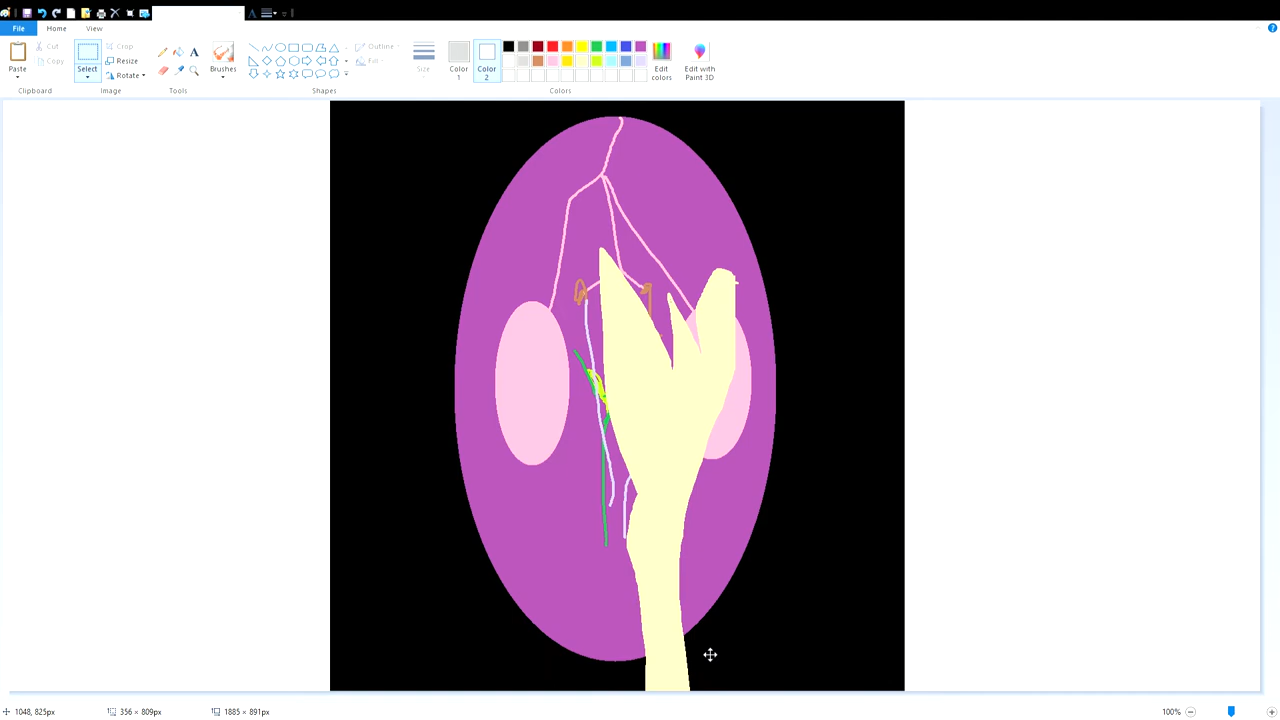 File Home View
Paste Cut Copy Select Crop Resize Rotate Brushes Outline Fill Size Color 1 Color 2 Edit colors Edit with Paint 3D
Clipboard Image Tools Shapes Colors
1048, 825px 356 × 809px 1885 × 891px 100%